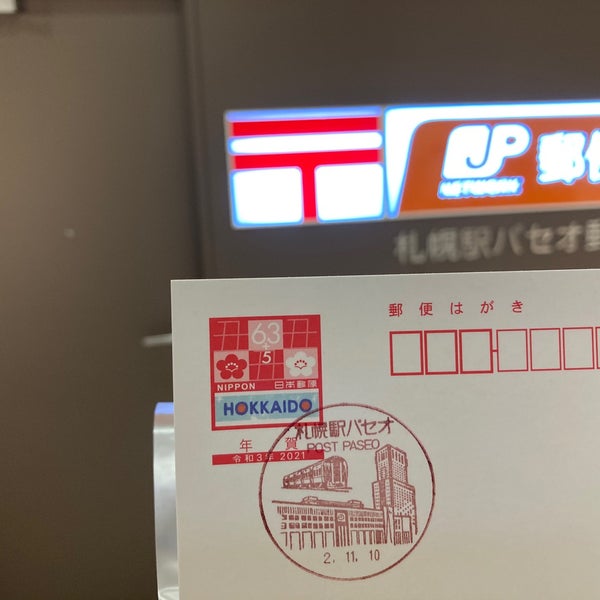 JP
NETWORK
郵便
札幌駅パセオ郵
郵便はがき
63
+5
NIPPON 日本郵便
HOKKAIDO
年賀
令和3年 2021
札幌駅パセオ
POST PASEO
2.11.10